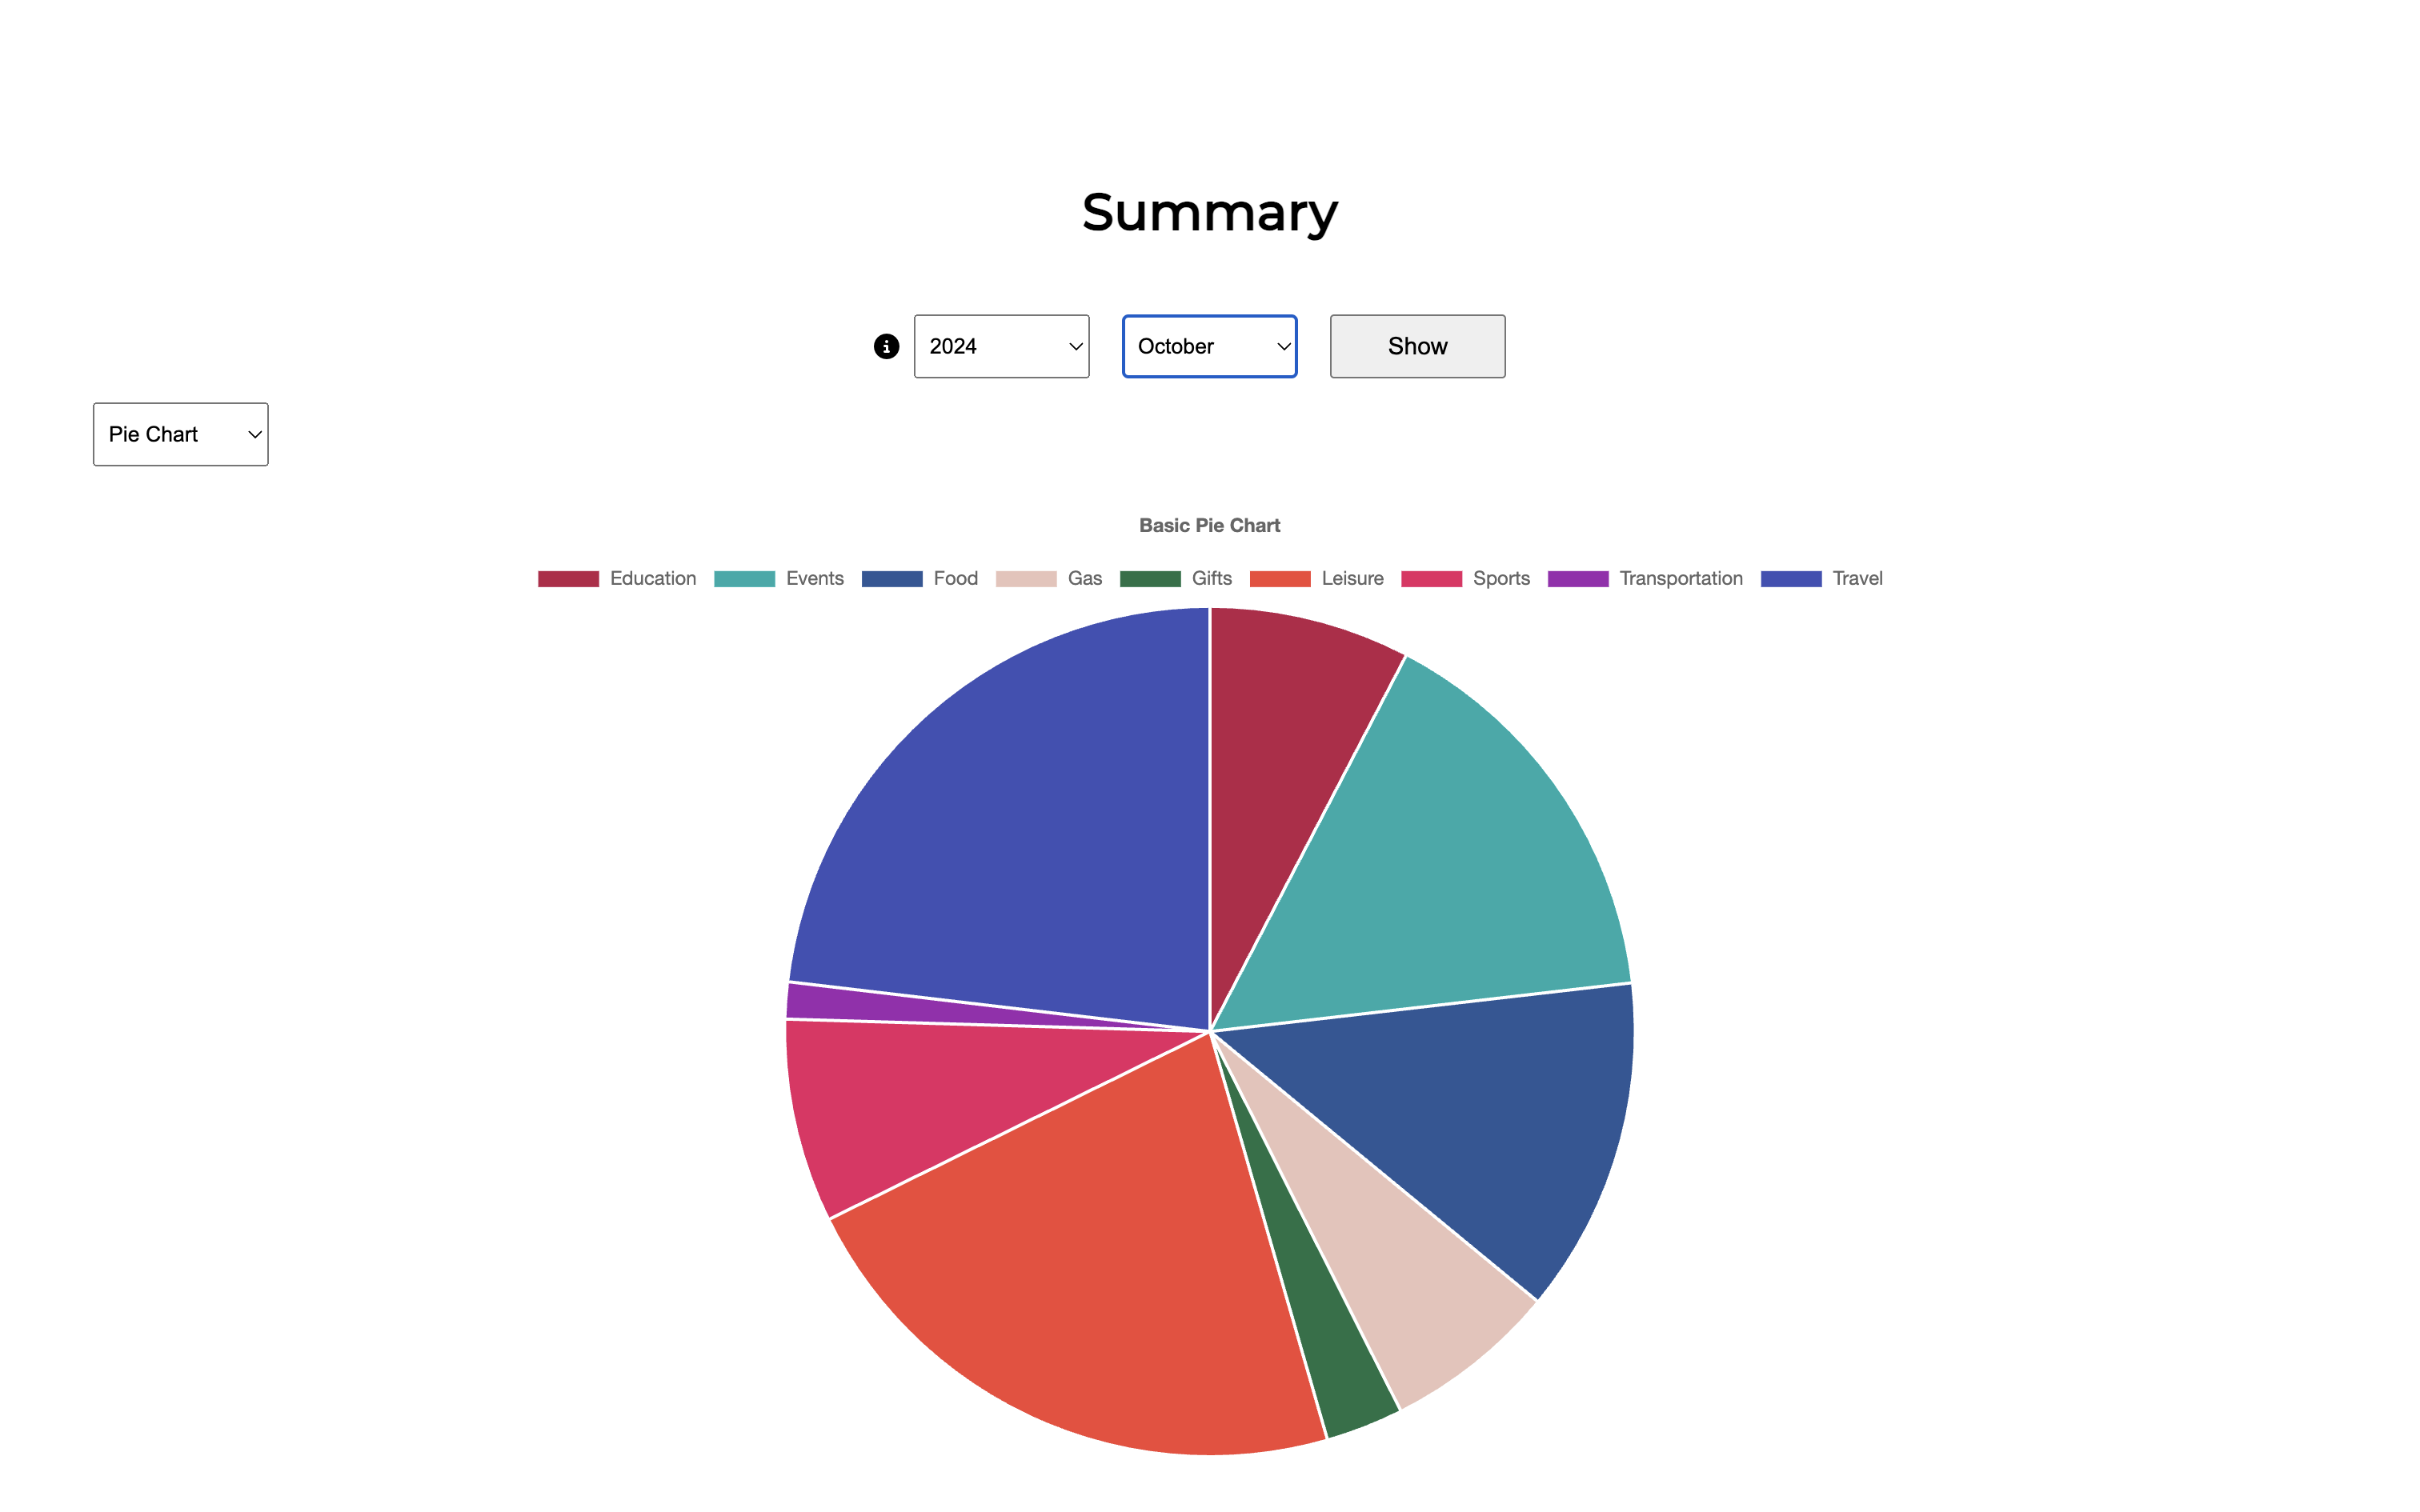 Summary
2024 October Show
Pie Chart
Basic Pie Chart
Education Events Food Gas Gifts Leisure Sports Transportation Travel